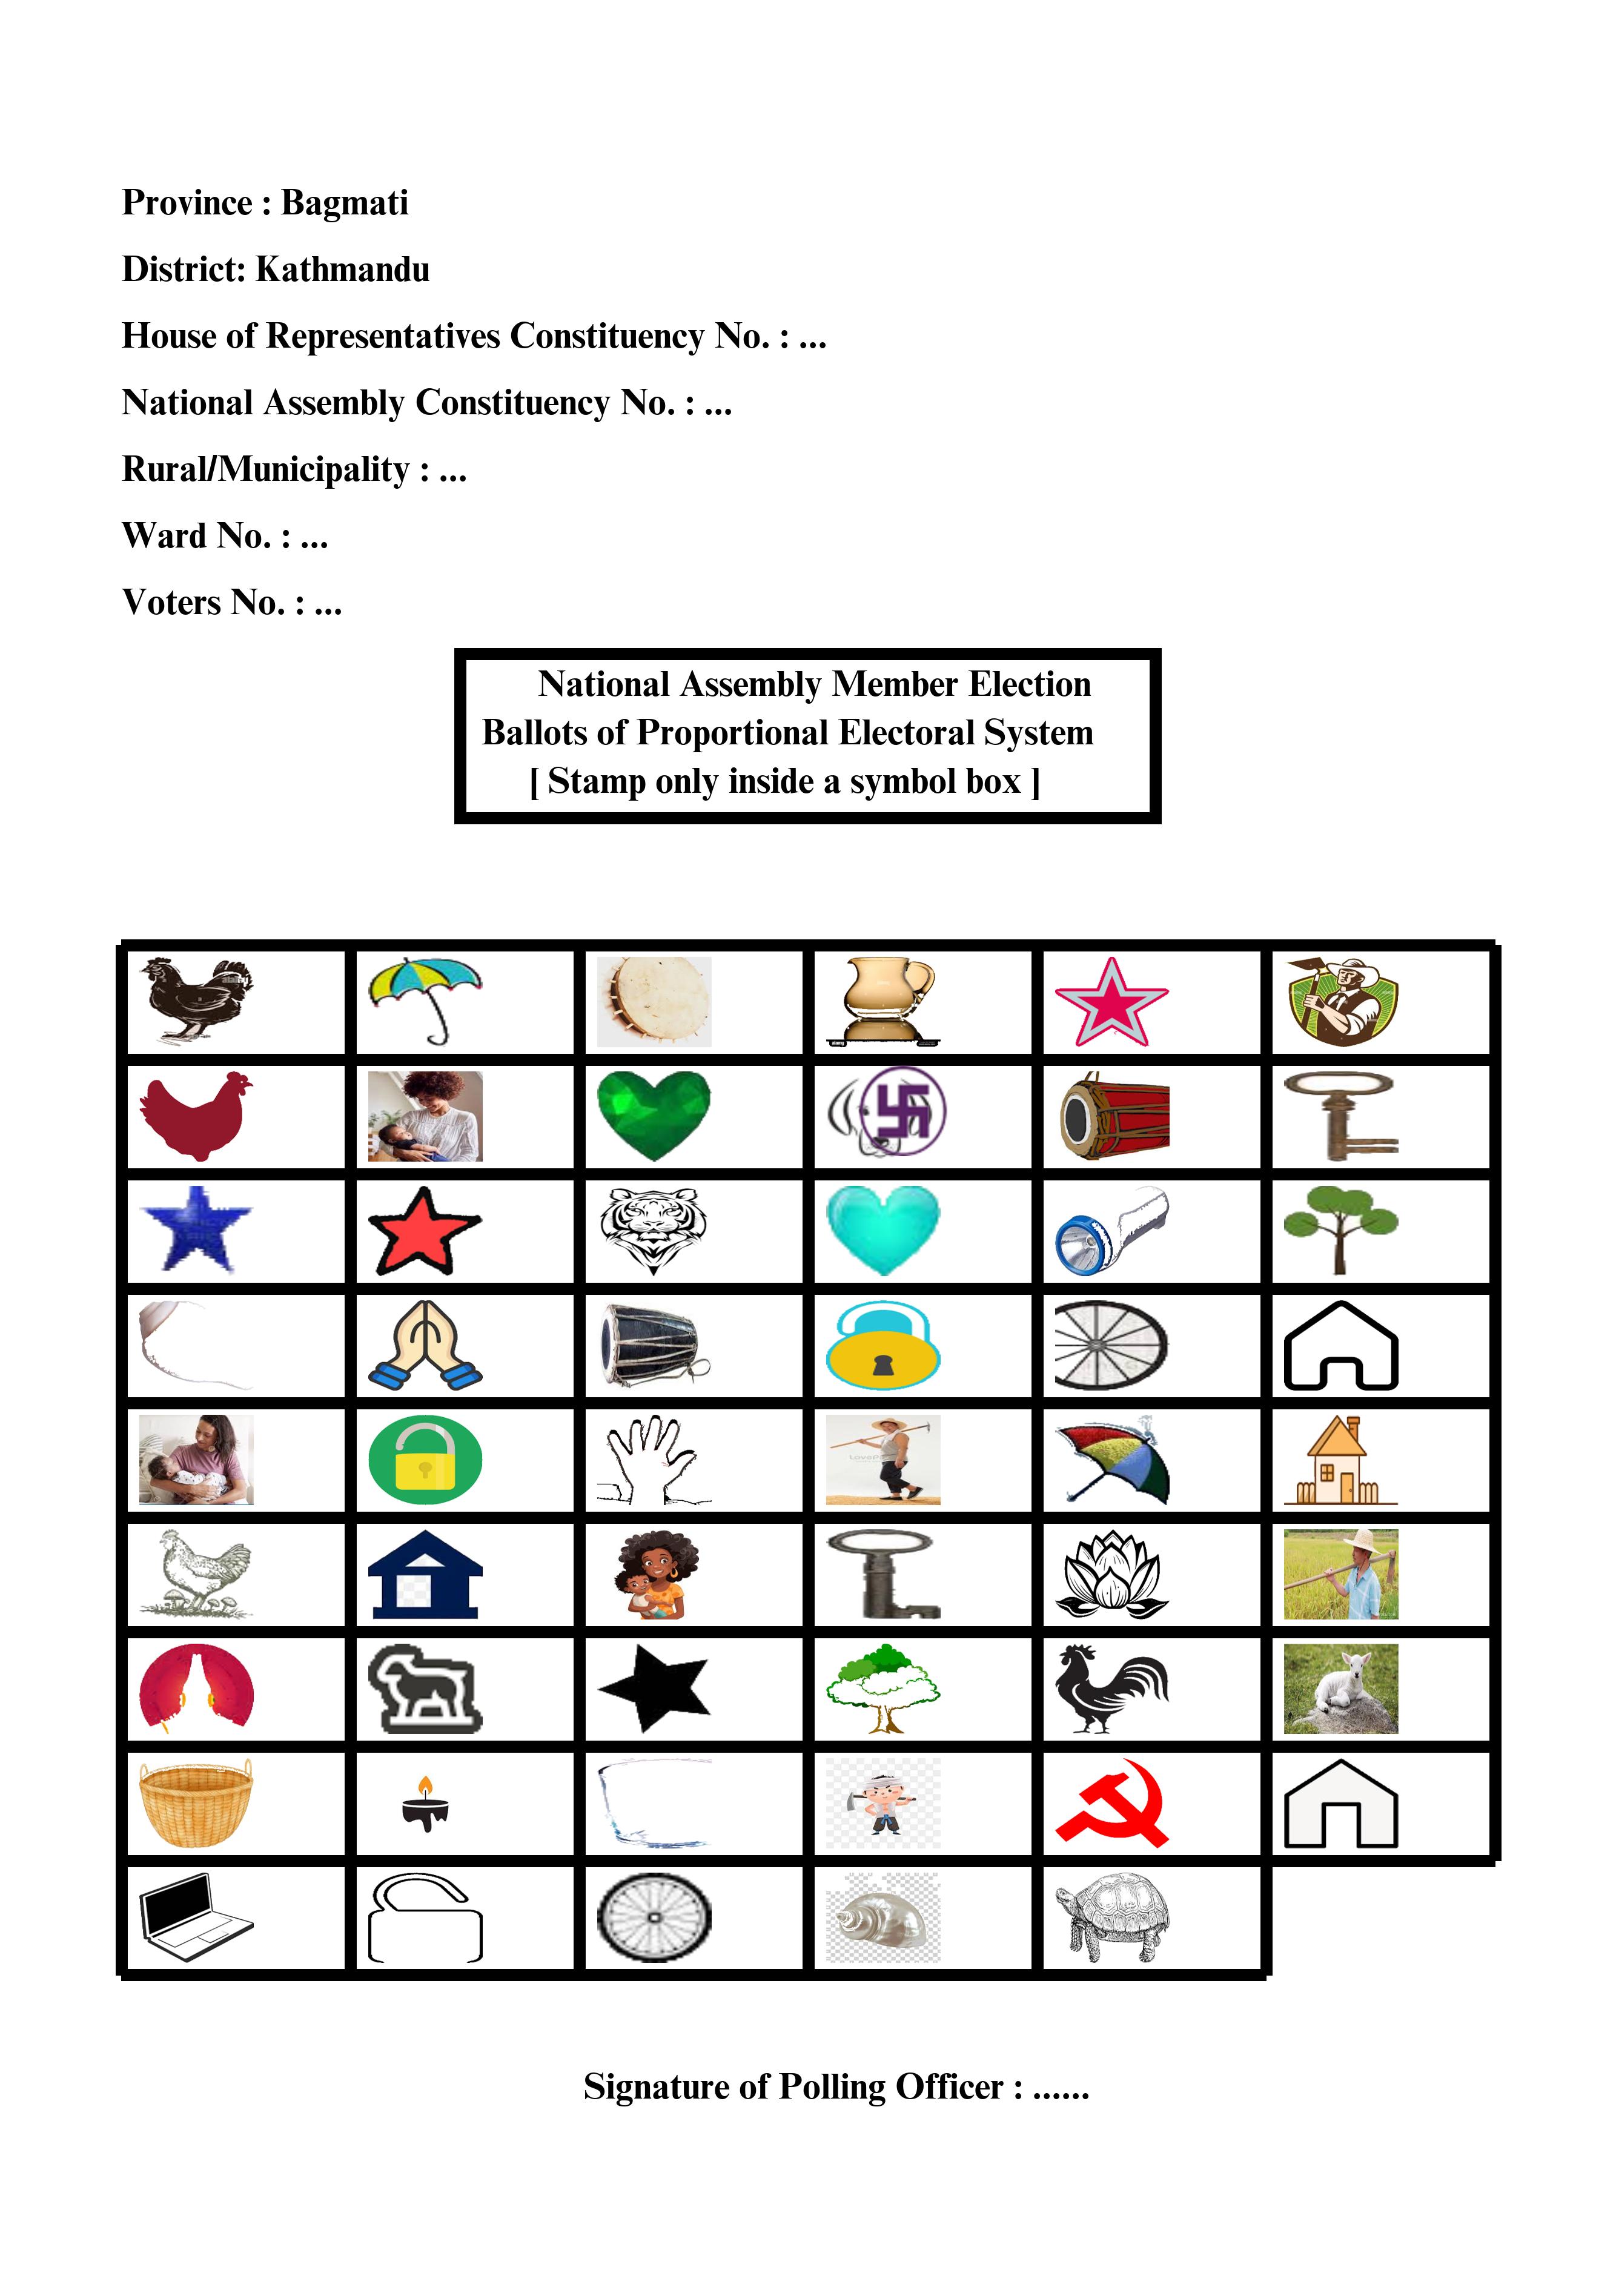 Province : Bagmati
District: Kathmandu
House of Representatives Constituency No. : ...
National Assembly Constituency No. : ...
Rural/Municipality : ...
Ward No. : ...
Voters No. : ...
National Assembly Member Election
Ballots of Proportional Electoral System
[ Stamp only inside a symbol box ]
Signature of Polling Officer : ......